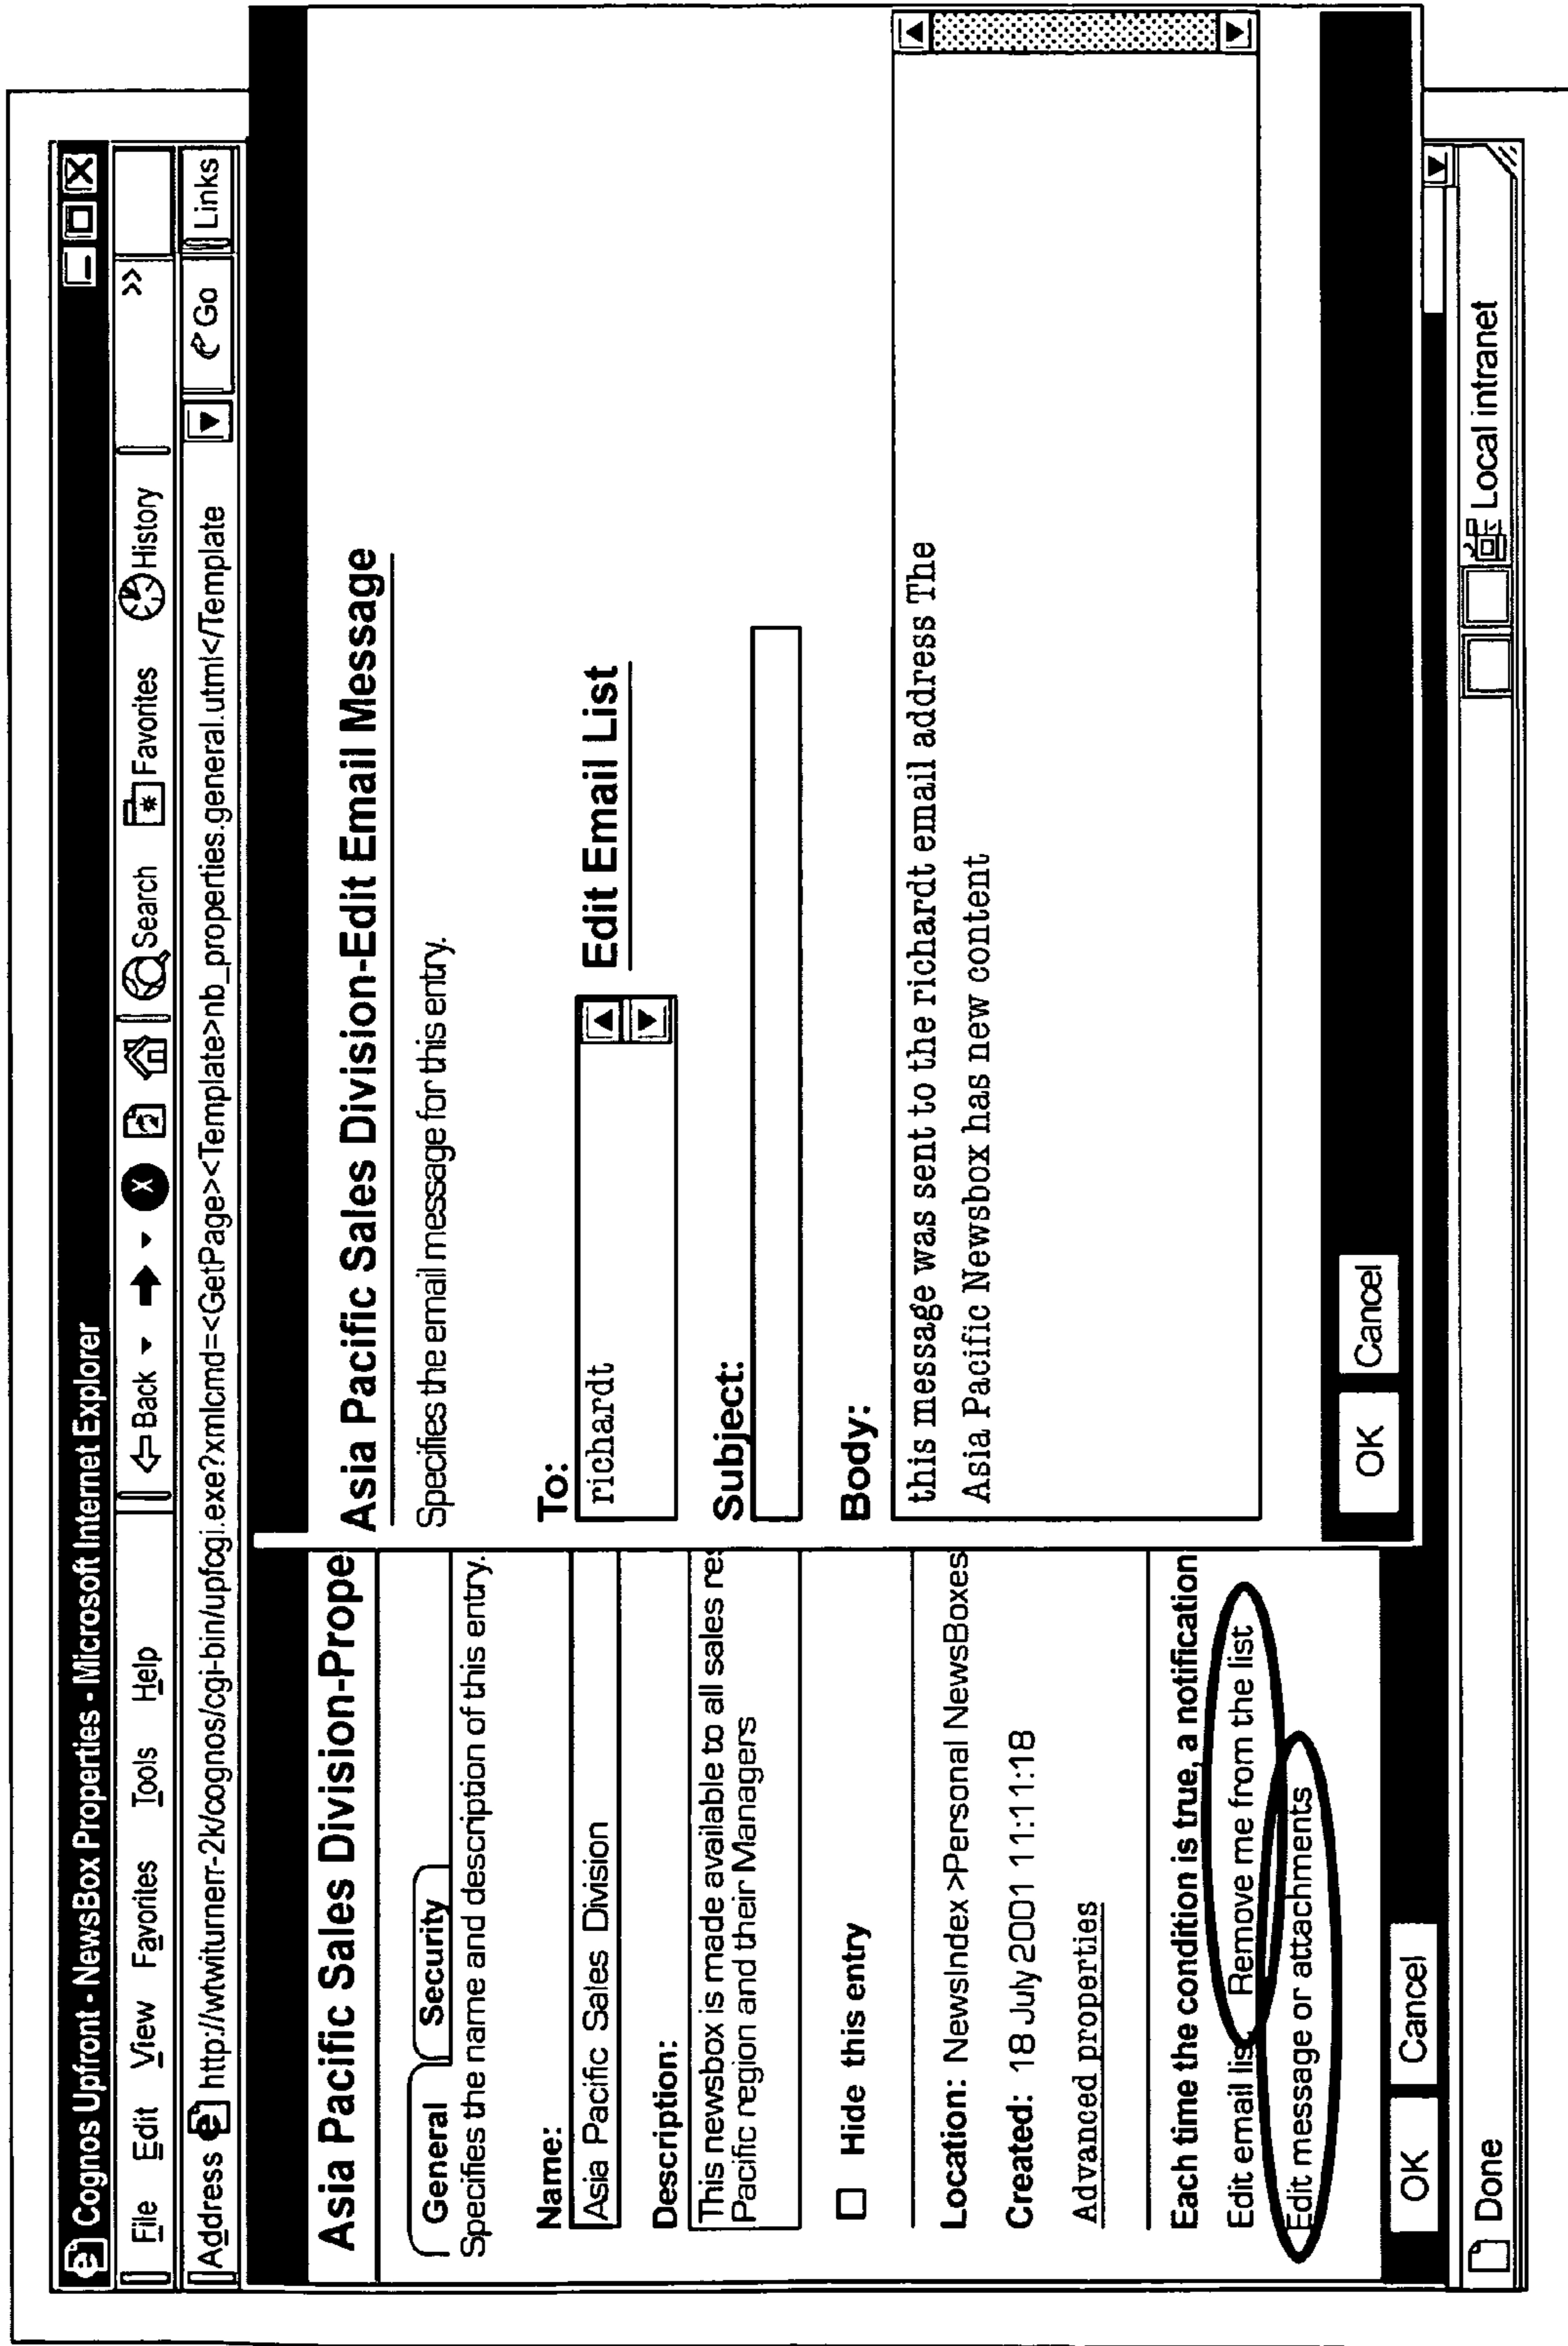 Cognos Upfront - NewsBox Properties - Microsoft Internet Explorer
File Edit View Favorites Tools Help
Back Search Favorites History >>
Address http://wtwiturnerr-2k/cognos/cgi-bin/upfcgi.exe?xmlcmd=<GetPage><Template>nb_properties.general.utml</Template Go Links
Asia Pacific Sales Division-Prope
General Security
Specifies the name and description of this entry.
Name:
Asia Pacific Sales Division
Description:
This newsbox is made available to all sales res
Pacific region and their Managers
Hide this entry
Location: NewsIndex >Personal NewsBoxes
Created: 18 July 2001 11:11:18
Advanced properties
Each time the condition is true, a notification
Edit email lis Remove me from the list
Edit message or attachments
OK Cancel
Asia Pacific Sales Division-Edit Email Message
Specifies the email message for this entry.
To:
richardt
Edit Email List
Subject:
Body:
this message was sent to the richardt email address The
Asia Pacific Newsbox has new content
OK Cancel
Done Local intranet